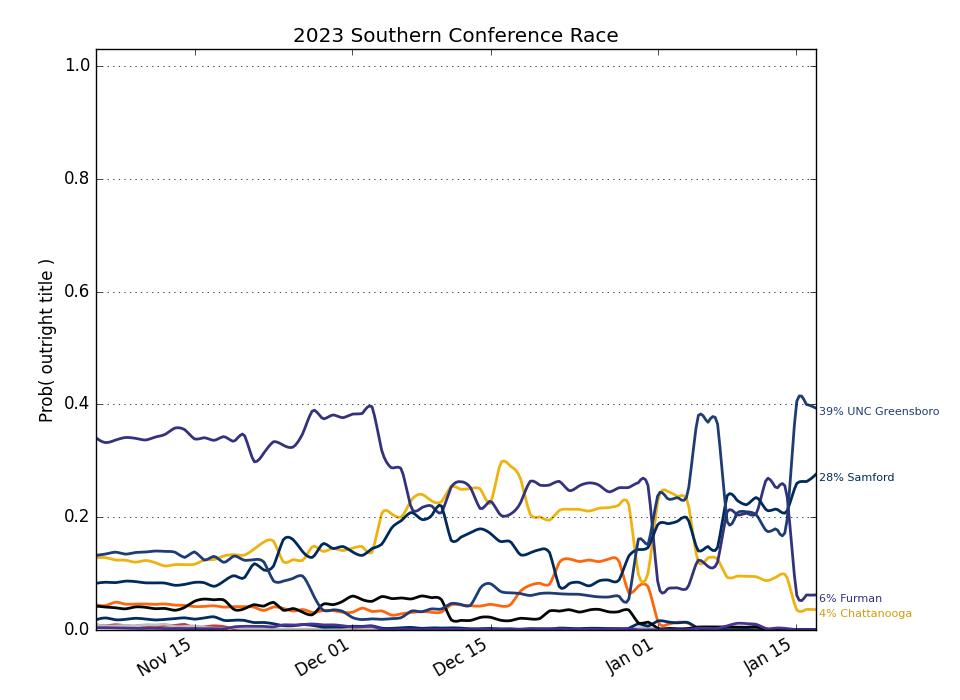 2023 Southern Conference Race
1.0
0.8
0.6
0.4
0.2
0.0
Prob( outright title )
39% UNC Greensboro
28% Samford
6% Furman
4% Chattanooga
Nov 15
Dec 01
Dec 15
Jan 01
Jan 15